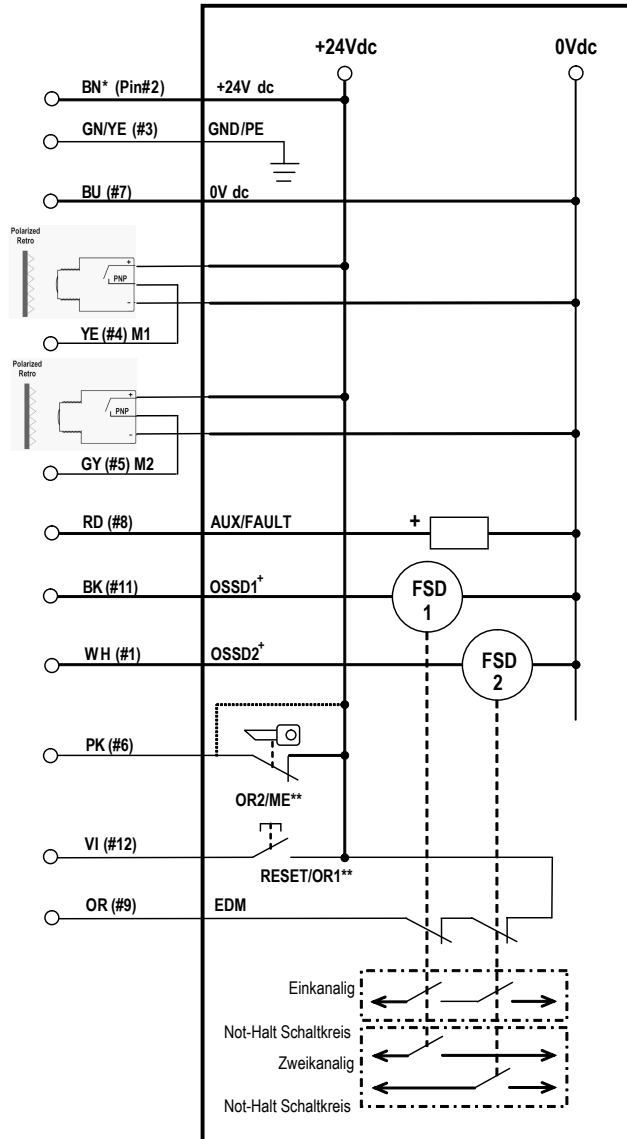 +24Vdc 0Vdc
BN* (Pin#2) +24V dc
GN/YE (#3) GND/PE
BU (#7) 0V dc
Polarized
Retro
+
PNP
-
YE (#4) M1
Polarized
Retro
+
PNP
-
GY (#5) M2
RD (#8) AUX/FAULT +
BK (#11) OSSD1+ FSD
1
WH (#1) OSSD2+ FSD
2
PK (#6)
OR2/ME**
VI (#12)
RESET/OR1**
OR (#9) EDM
Einkanalig
Not-Halt Schaltkreis
Zweikanalig
Not-Halt Schaltkreis